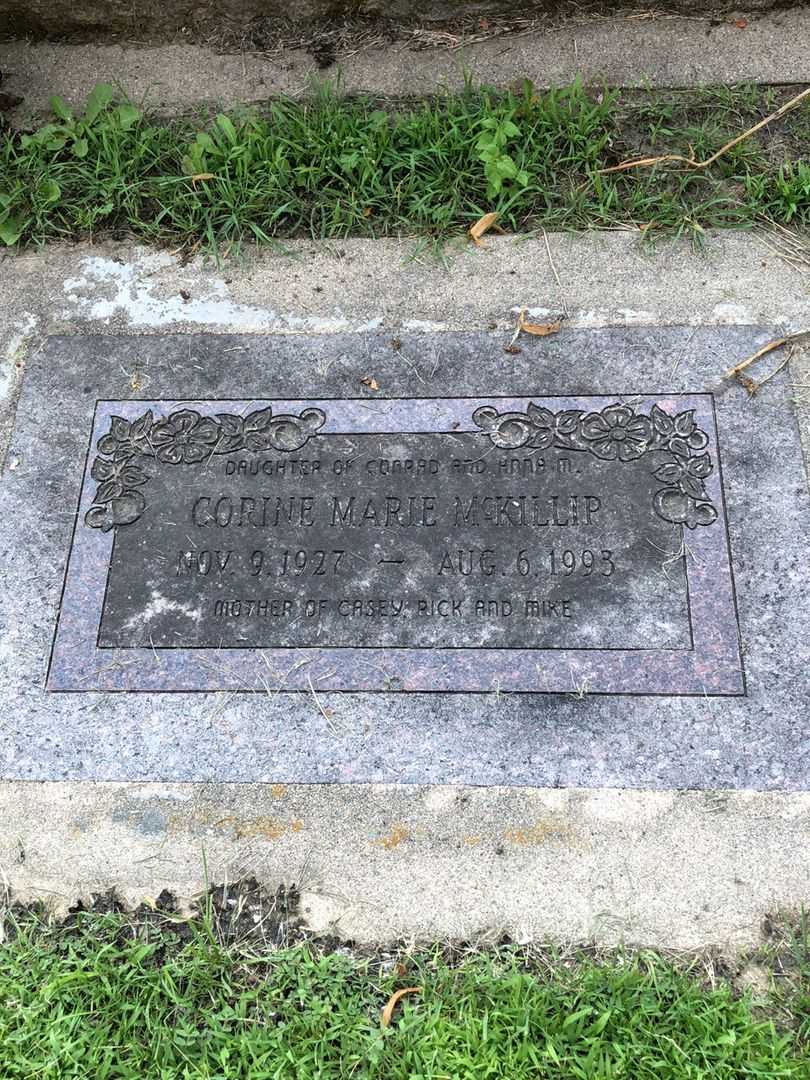 DAUGHTER OF CONRAD AND ANNA M.
CORINE MARIE McKILLIP
NOV. 9, 1927 — AUG. 6, 1993
MOTHER OF CASEY, RICK AND MIKE